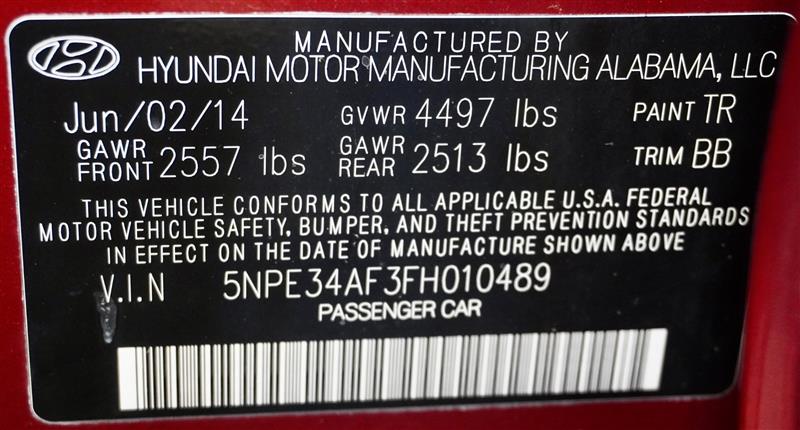 MANUFACTURED BY
HYUNDAI MOTOR MANUFACTURING ALABAMA, LLC
Jun/02/14 GVWR 4497 lbs PAINT TR
GAWR FRONT 2557 lbs GAWR REAR 2513 lbs TRIM BB
THIS VEHICLE CONFORMS TO ALL APPLICABLE U.S.A. FEDERAL
MOTOR VEHICLE SAFETY, BUMPER, AND THEFT PREVENTION STANDARDS
IN EFFECT ON THE DATE OF MANUFACTURE SHOWN ABOVE
V.I.N 5NPE34AF3FH010489
PASSENGER CAR